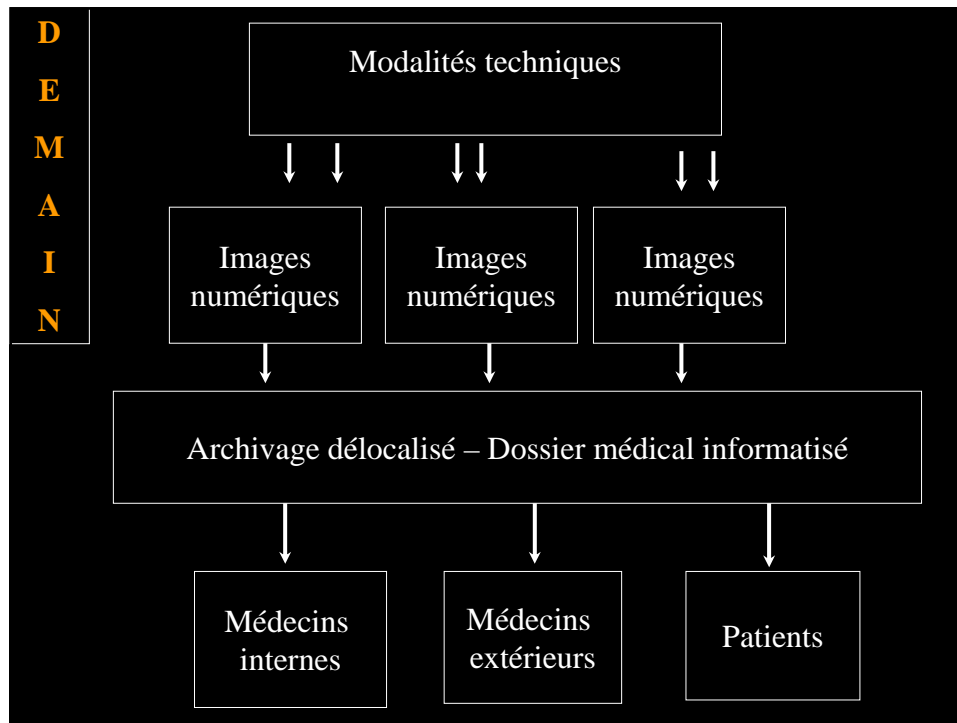 D
E
M
A
I
N
Modalités techniques
Images
numériques
Images
numériques
Images
numériques
Archivage délocalisé – Dossier médical informatisé
Médecins
internes
Médecins
extérieurs
Patients